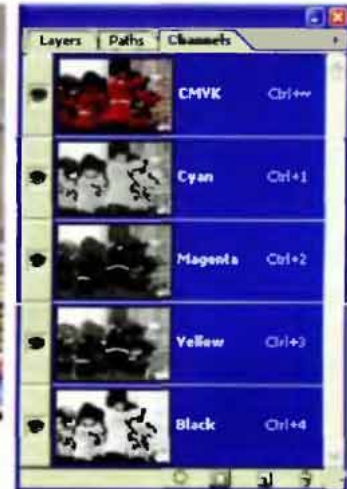 Layers Paths Channels
CMYK Ctrl+~
Cyan Ctrl+1
Magenta Ctrl+2
Yellow Ctrl+3
Black Ctrl+4